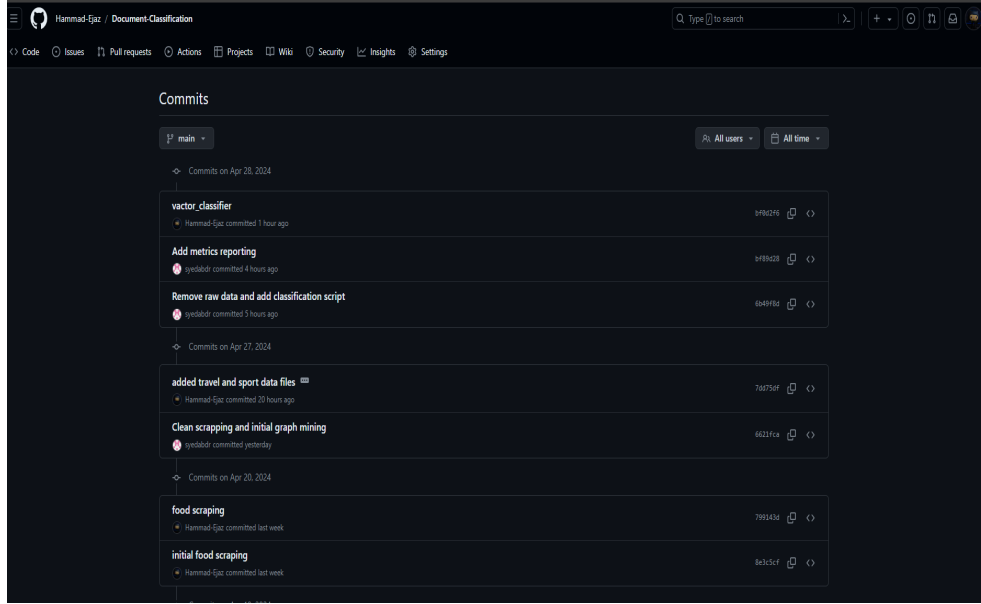 Hammad-Ejaz / Document-Classification
Type / to search
Code Issues Pull requests Actions Projects Wiki Security Insights Settings
Commits
main All users All time
Commits on Apr 28, 2024
vactor_classifier
Hammad-Ejaz committed 1 hour ago
bf0d2f6
Add metrics reporting
syedabdr committed 4 hours ago
bf89d28
Remove raw data and add classification script
syedabdr committed 5 hours ago
6b49f8d
Commits on Apr 27, 2024
added travel and sport data files
Hammad-Ejaz committed 20 hours ago
7dd75df
Clean scrapping and initial graph mining
syedabdr committed yesterday
6621fca
Commits on Apr 20, 2024
food scraping
Hammad-Ejaz committed last week
799143d
initial food scraping
Hammad-Ejaz committed last week
8e3c5cf